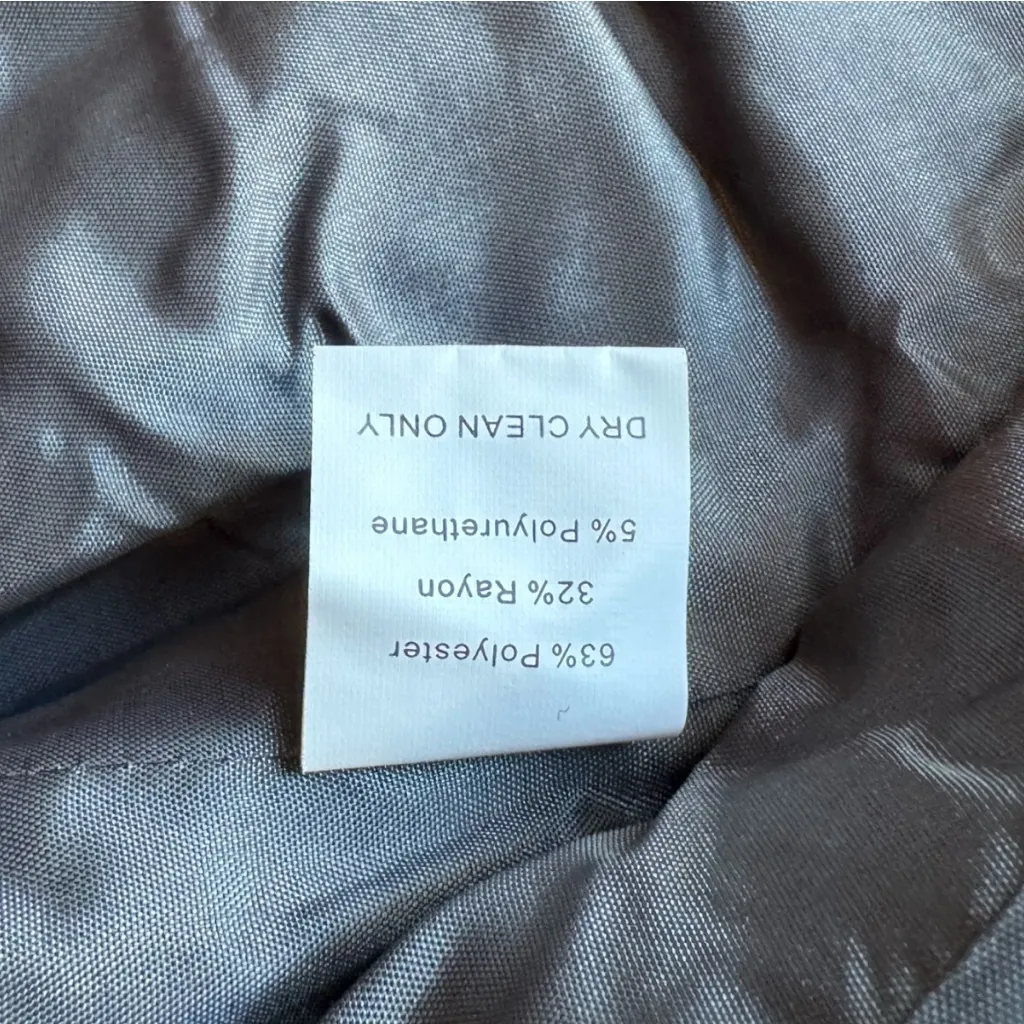 63% Polyester
32% Rayon
5% Polyurethane
DRY CLEAN ONLY